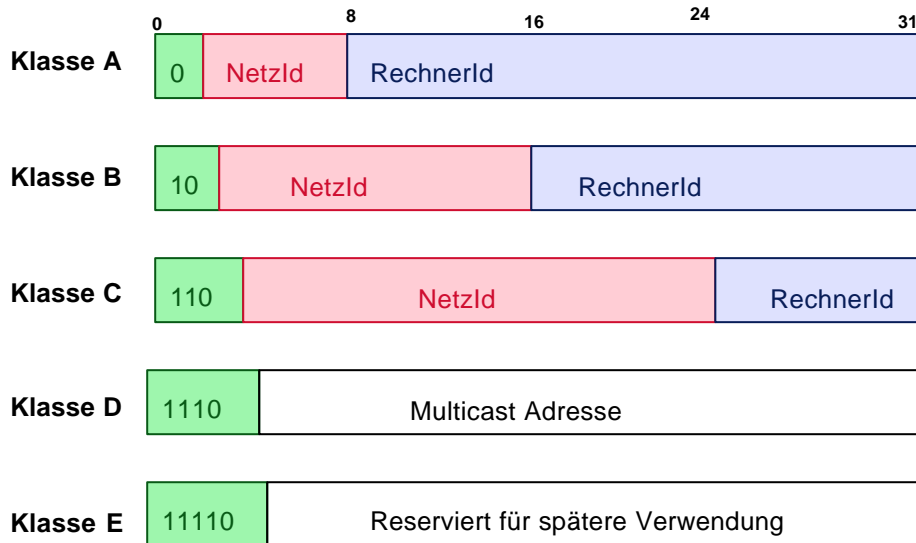 0 8 16 24 31
Klasse A 0 NetzId RechnerId
Klasse B 10 NetzId RechnerId
Klasse C 110 NetzId RechnerId
Klasse D 1110 Multicast Adresse
Klasse E 11110 Reserviert für spätere Verwendung